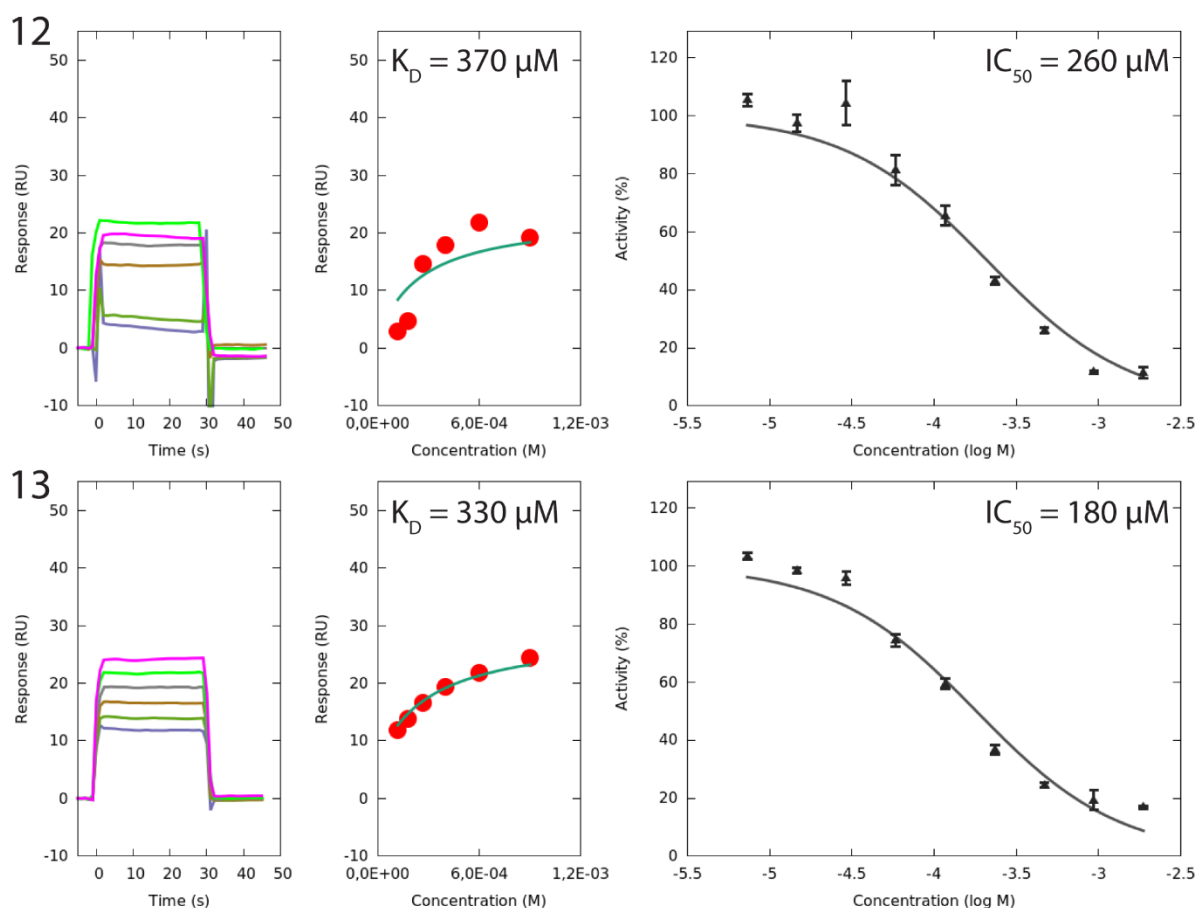 12
K_D = 370 µM
IC_50 = 260 µM
Response (RU)
50
40
30
20
10
0
-10
0 10 20 30 40 50
Time (s)
Response (RU)
50
40
30
20
10
0
-10
0,0E+00 6,0E-04 1,2E-03
Concentration (M)
Activity (%)
120
100
80
60
40
20
0
-5.5 -5 -4.5 -4 -3.5 -3 -2.5
Concentration (log M)
13
K_D = 330 µM
IC_50 = 180 µM
Response (RU)
50
40
30
20
10
0
-10
0 10 20 30 40 50
Time (s)
Response (RU)
50
40
30
20
10
0
-10
0,0E+00 6,0E-04 1,2E-03
Concentration (M)
Activity (%)
120
100
80
60
40
20
0
-5.5 -5 -4.5 -4 -3.5 -3 -2.5
Concentration (log M)